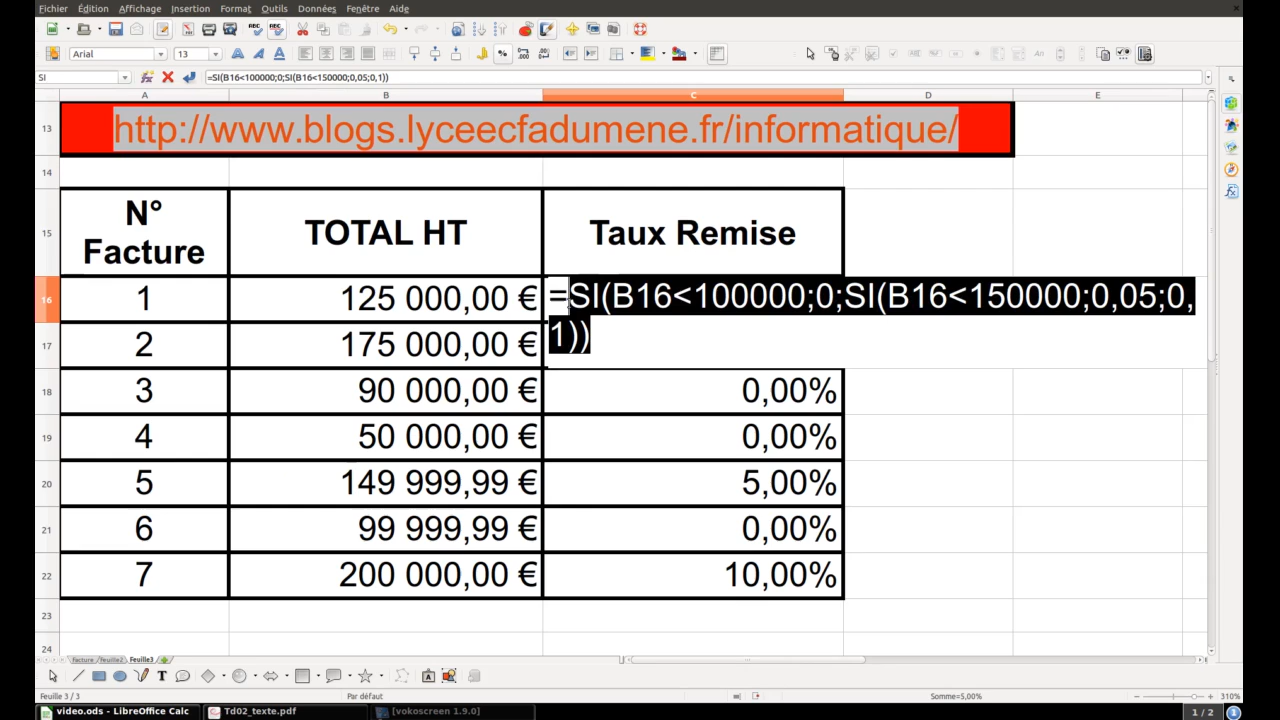 Fichier Édition Affichage Insertion Format Outils Données Fenêtre Aide
Arial 13
SI =SI(B16<100000;0;SI(B16<150000;0,05;0,1))
A B C D E
13 http://www.blogs.lyceecfadumene.fr/informatique/
14
15 N° Facture TOTAL HT Taux Remise
16 1 125 000,00 € =SI(B16<100000;0;SI(B16<150000;0,05;0,
1))
17 2 175 000,00 €
18 3 90 000,00 € 0,00%
19 4 50 000,00 € 0,00%
20 5 149 999,99 € 5,00%
21 6 99 999,99 € 0,00%
22 7 200 000,00 € 10,00%
23
24
facture Feuille2 Feuille3
Feuille 3 / 3 Par défaut Somme=5,00% 310%
video.ods - LibreOffice Calc Td02_texte.pdf [vokoscreen 1.9.0] 1 / 2